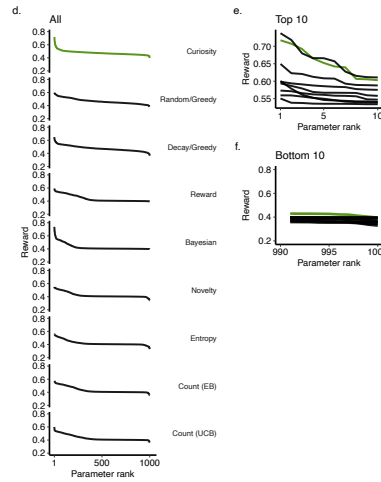 d.
All
0.8
0.6
0.4
0.2
Curiosity
0.8
0.6
0.4
0.2
Random/Greedy
0.8
0.6
0.4
0.2
Decay/Greedy
0.8
0.6
0.4
0.2
Reward
0.8
0.6
0.4
0.2
Bayesian
0.8
0.6
0.4
0.2
Novelty
0.8
0.6
0.4
0.2
Entropy
0.8
0.6
0.4
0.2
Count (EB)
0.8
0.6
0.4
0.2
Count (UCB)
Reward
1 500 1000
Parameter rank
e.
Top 10
Reward
0.70
0.65
0.60
0.55
1 5 10
Parameter rank
f.
Bottom 10
Reward
0.8
0.6
0.4
0.2
990 995 100
Parameter rank